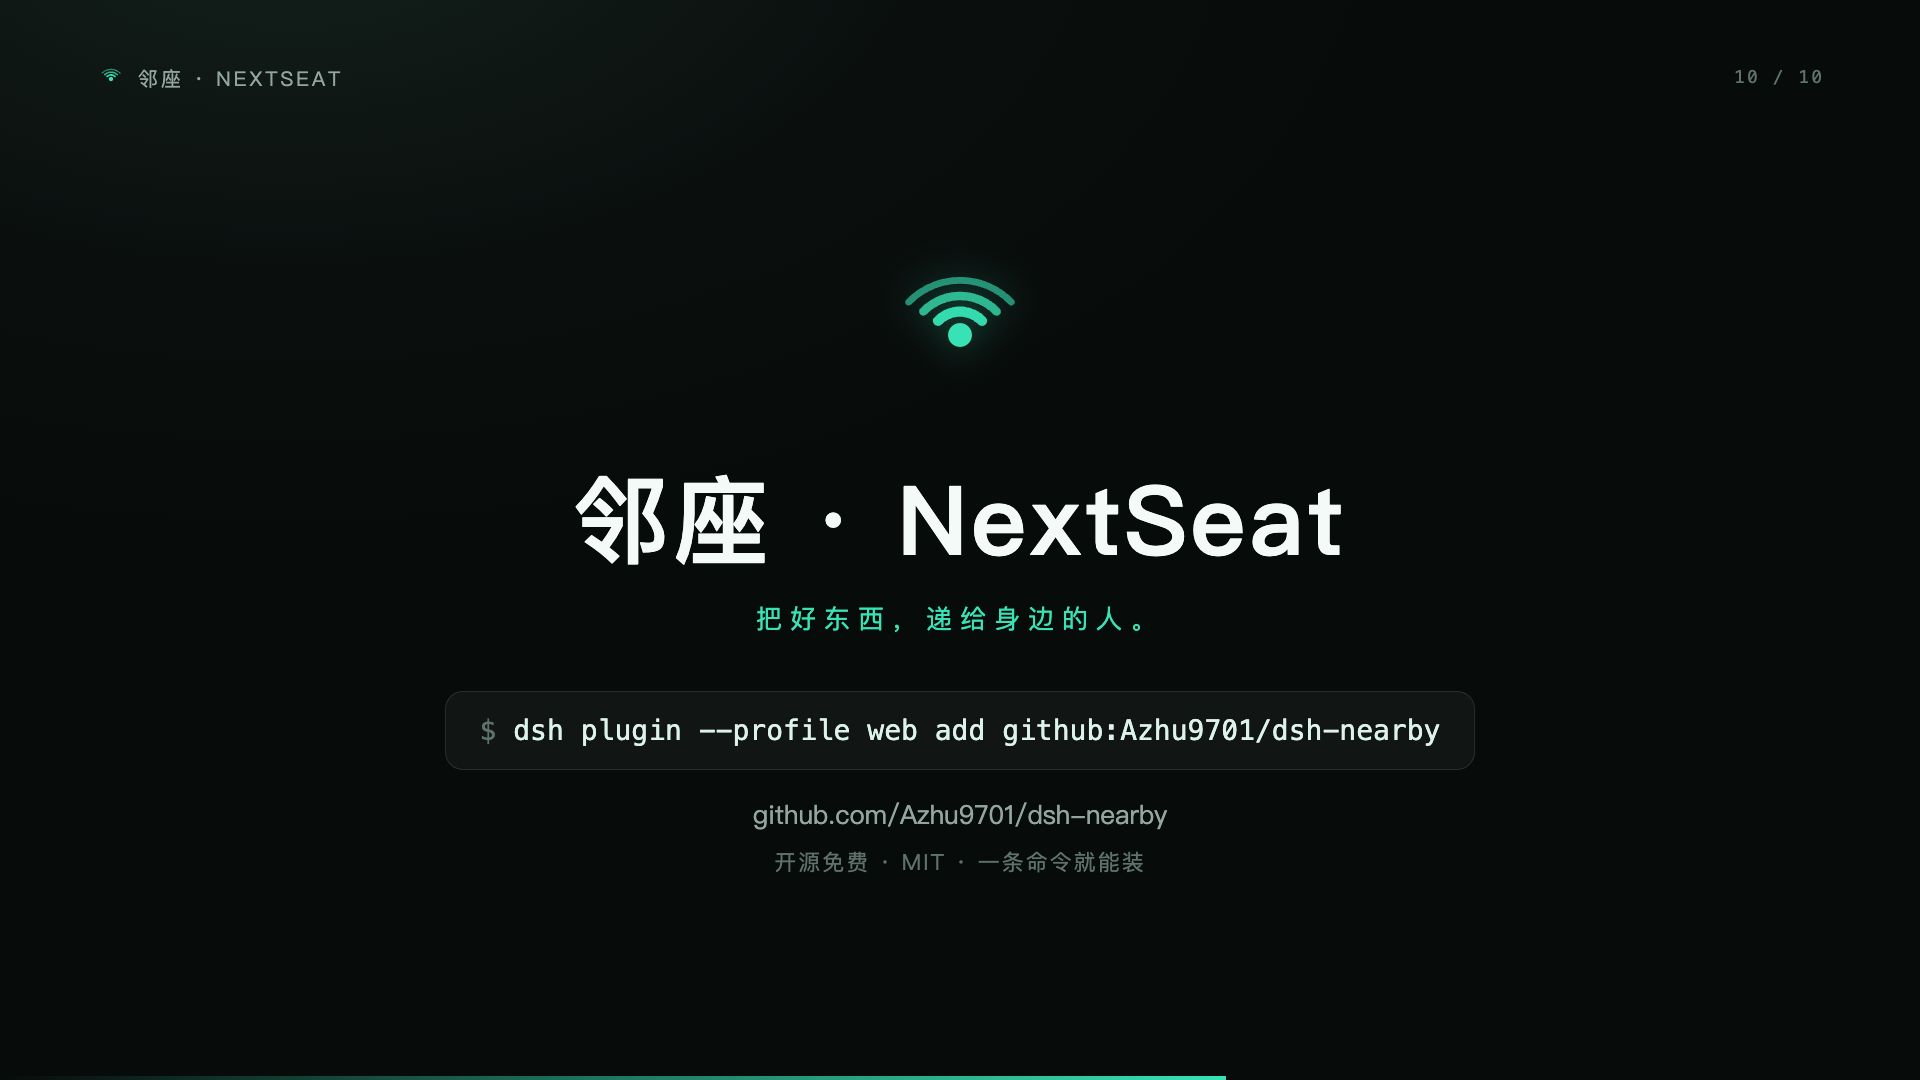 邻座 · NEXTSEAT
10 / 10
邻座 · NextSeat
把好东西，递给身边的人。
$ dsh plugin --profile web add github:Azhu9701/dsh-nearby
github.com/Azhu9701/dsh-nearby
开源免费 · MIT · 一条命令就能装